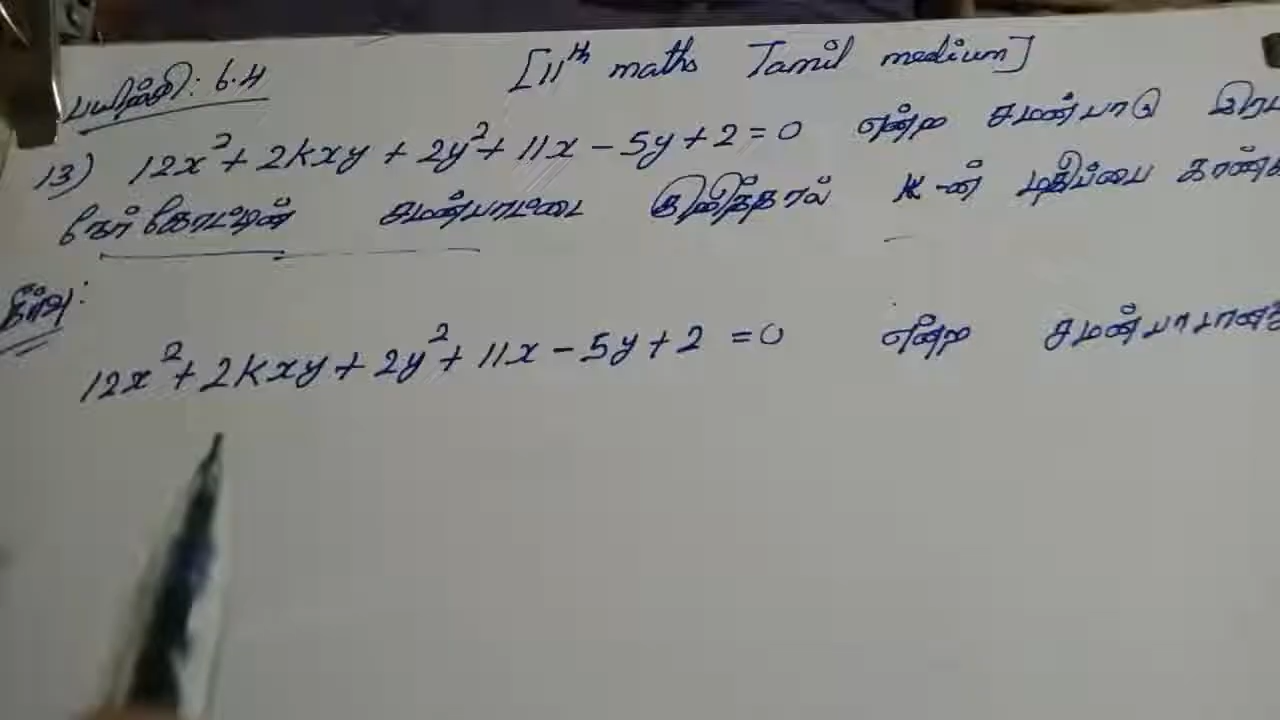 பயிற்சி: 6.4 [11th maths Tamil medium]
13) 12x² + 2kxy + 2y² + 11x - 5y + 2 = 0 என்ற சமன்பாடு இரட
நேர்கோட்டின் சமன்பாட்டை குறித்தால் K-ன் மதிப்பை காண்க
தீர்வு:
12x² + 2kxy + 2y² + 11x - 5y + 2 = 0 என்ற